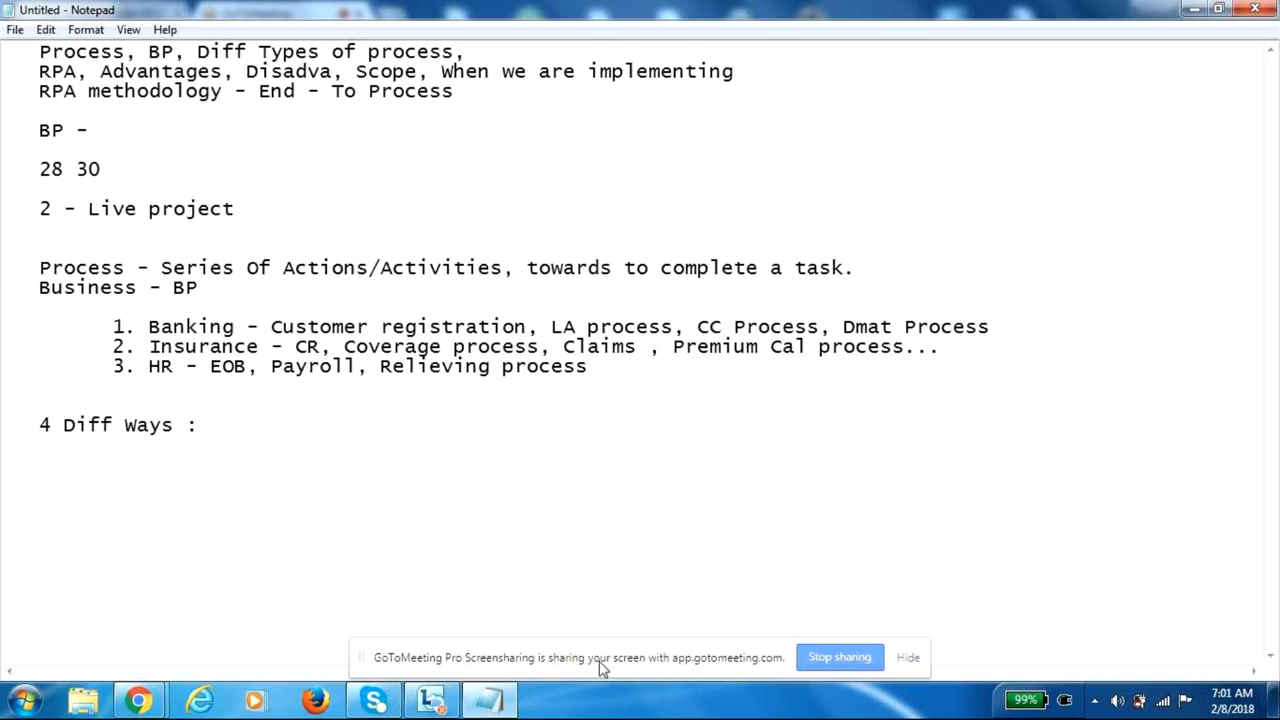 Untitled - Notepad
File Edit Format View Help
Process, BP, Diff Types of process,
RPA, Advantages, Disadva, Scope, When we are implementing
RPA methodology - End - To Process
BP -
28 30
2 - Live project
Process - Series Of Actions/Activities, towards to complete a task.
Business - BP
1. Banking - Customer registration, LA process, CC Process, Dmat Process
2. Insurance - CR, Coverage process, Claims , Premium Cal process...
3. HR - EOB, Payroll, Relieving process
4 Diff Ways :
GoToMeeting Pro Screensharing is sharing your screen with app.gotomeeting.com. Stop sharing Hide
99% 7:01 AM
2/8/2018